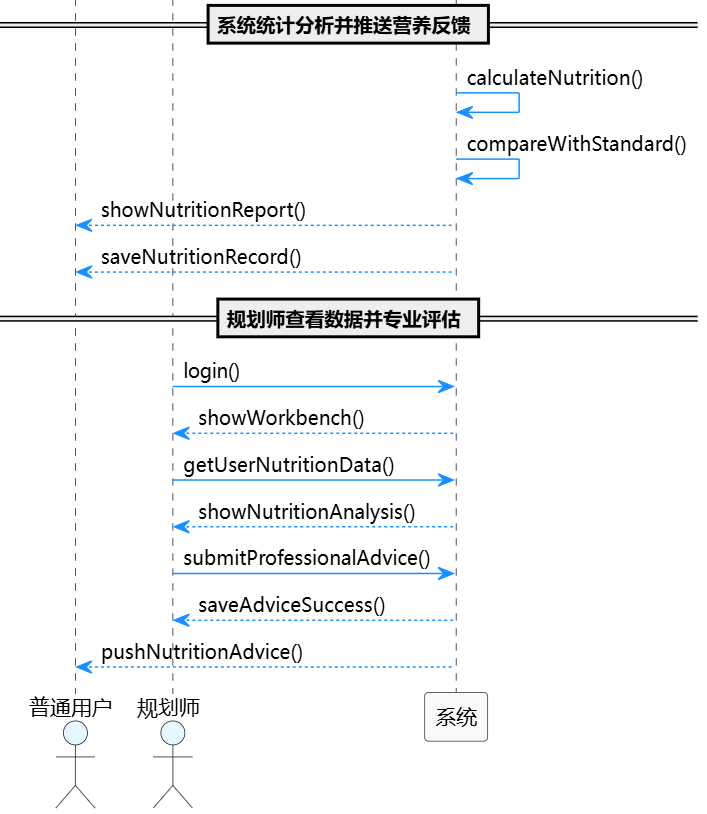 系统统计分析并推送营养反馈
calculateNutrition()
compareWithStandard()
showNutritionReport()
saveNutritionRecord()
规划师查看数据并专业评估
login()
showWorkbench()
getUserNutritionData()
showNutritionAnalysis()
submitProfessionalAdvice()
saveAdviceSuccess()
pushNutritionAdvice()
普通用户 规划师 系统